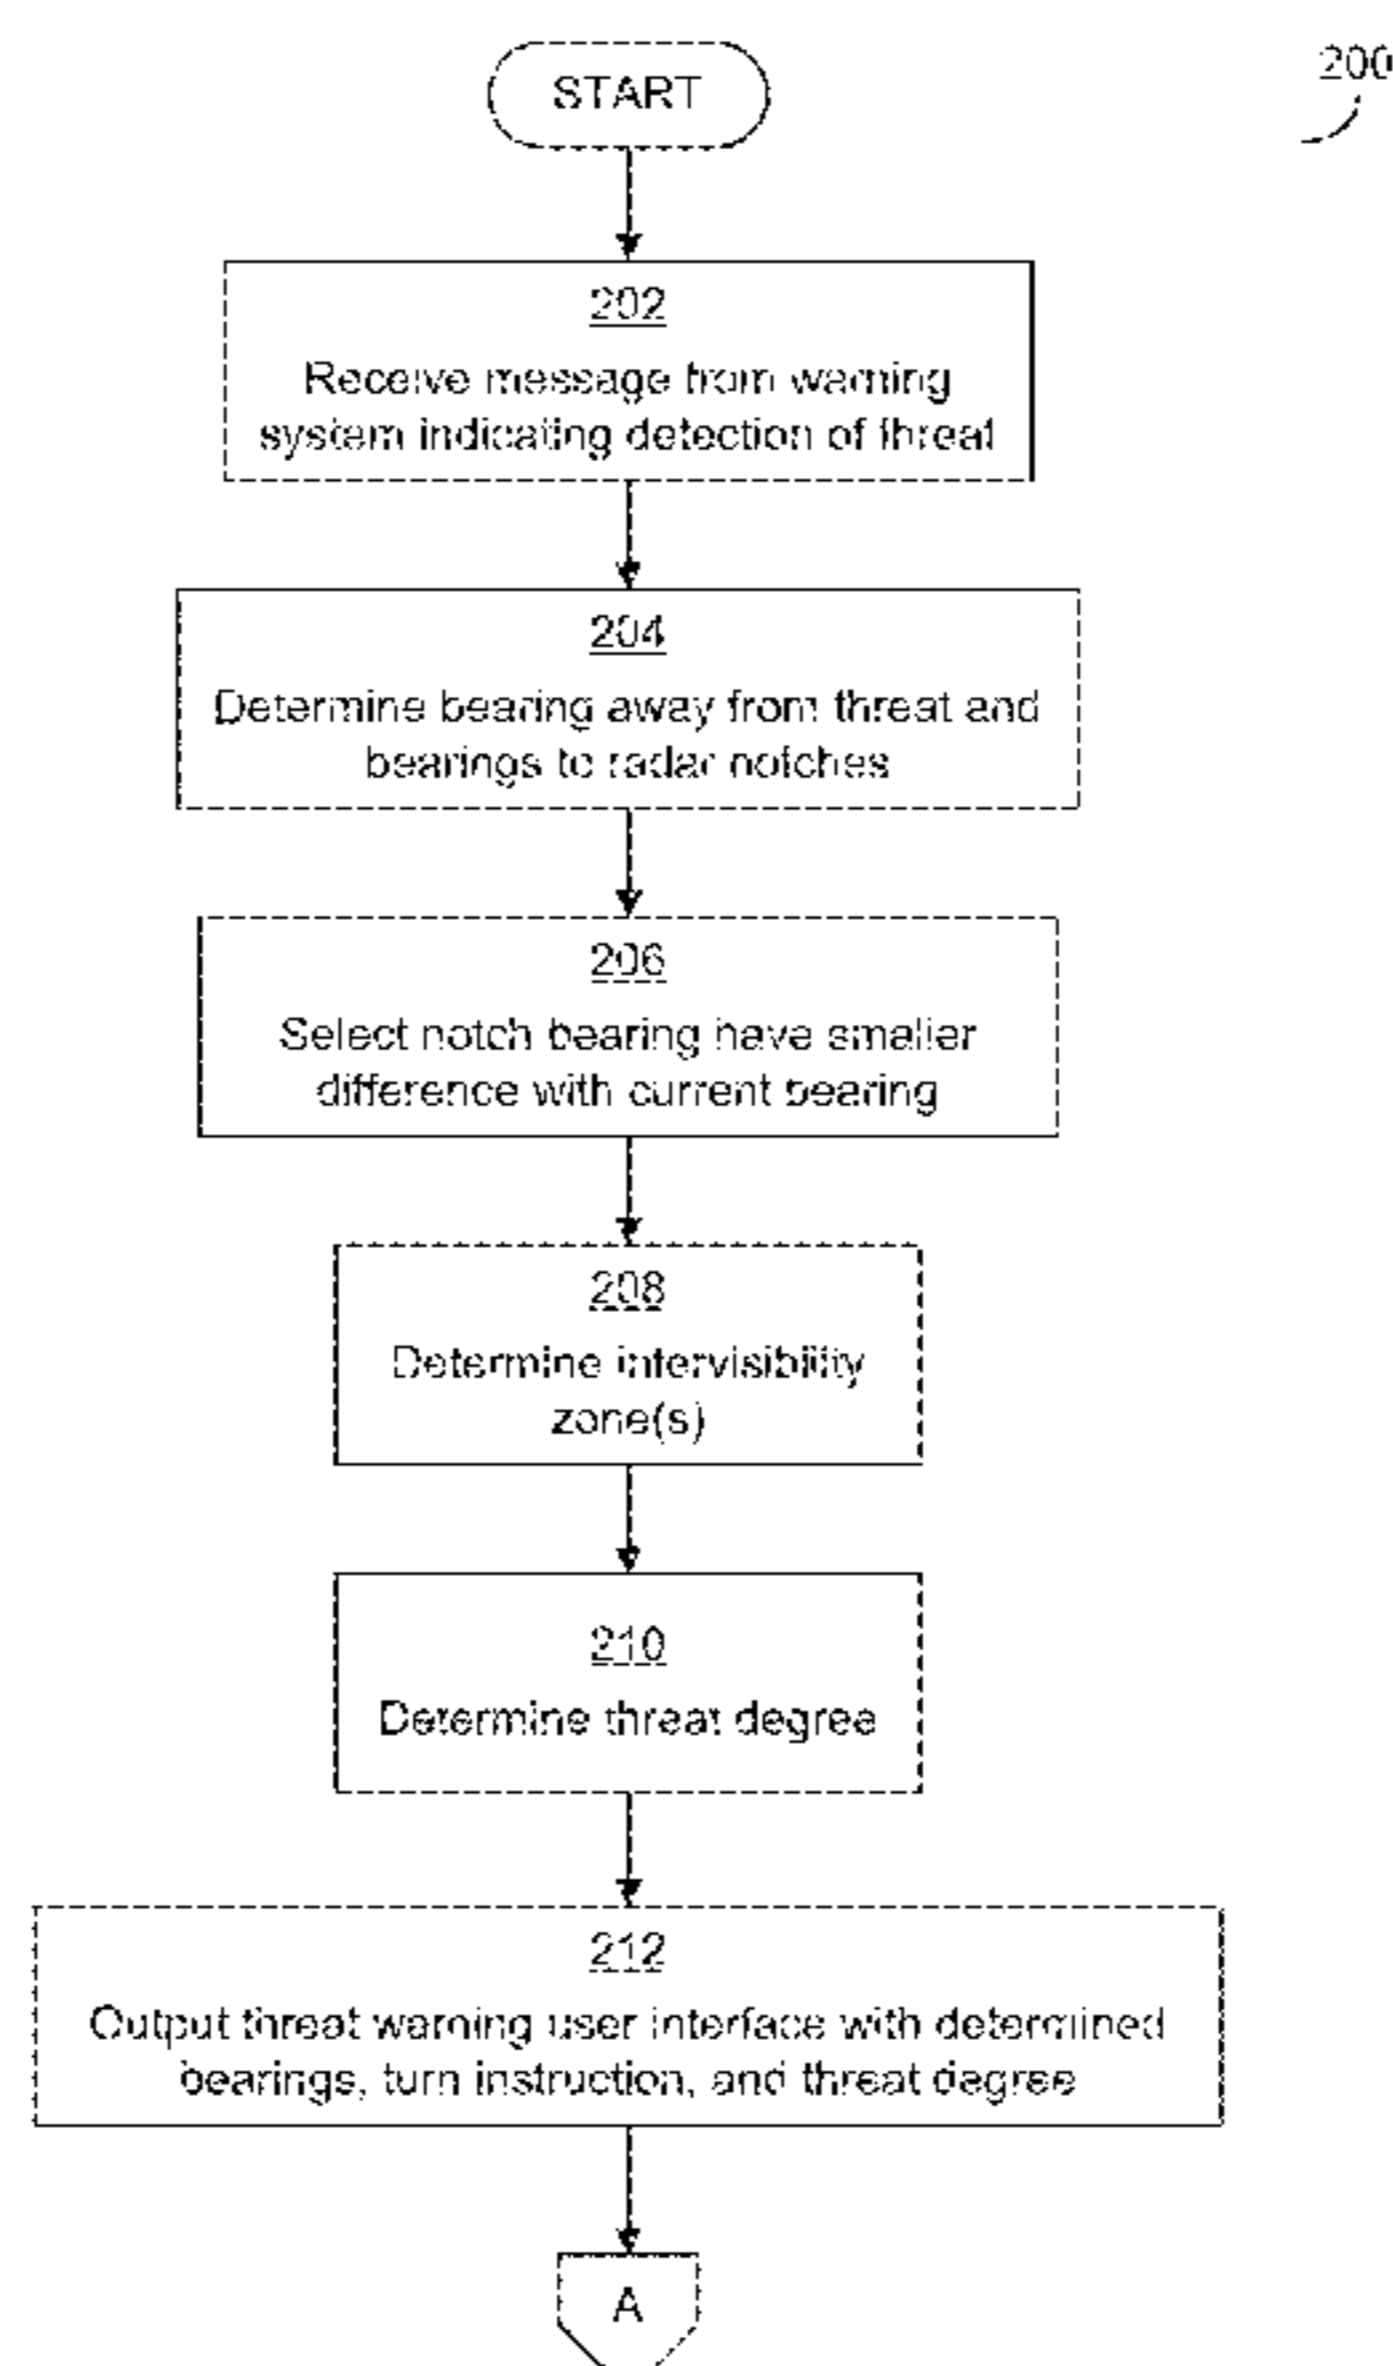 START
200
202
Receive message from warning
system indicating detection of threat
204
Determine bearing away from threat and
bearings to radar notches
206
Select notch bearing have smaller
difference with current bearing
208
Determine intervisibility
zone(s)
210
Determine threat degree
212
Output threat warning user interface with determined
bearings, turn instruction, and threat degree
A